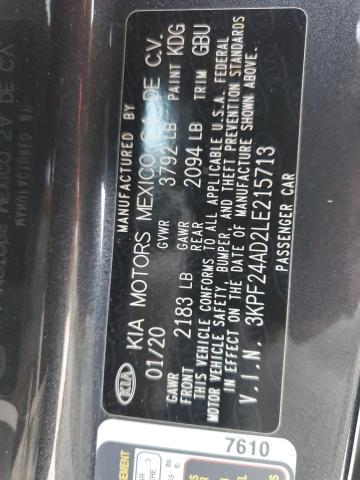 MANUFACTURED BY
KIA MOTORS MEXICO S.A DE C.V.
01/20 GVWR 3792 LB PAINT KDG
GAWR FRONT 2183 LB GAWR REAR 2094 LB TRIM GBU
THIS VEHICLE CONFORMS TO ALL APPLICABLE U.S.A. FEDERAL
MOTOR VEHICLE SAFETY, BUMPER, AND THEFT PREVENTION STANDARDS
IN EFFECT ON THE DATE OF MANUFACTURE SHOWN ABOVE.
V.I.N. 3KPF24AD2LE215713
PASSENGER CAR
KIA
7610